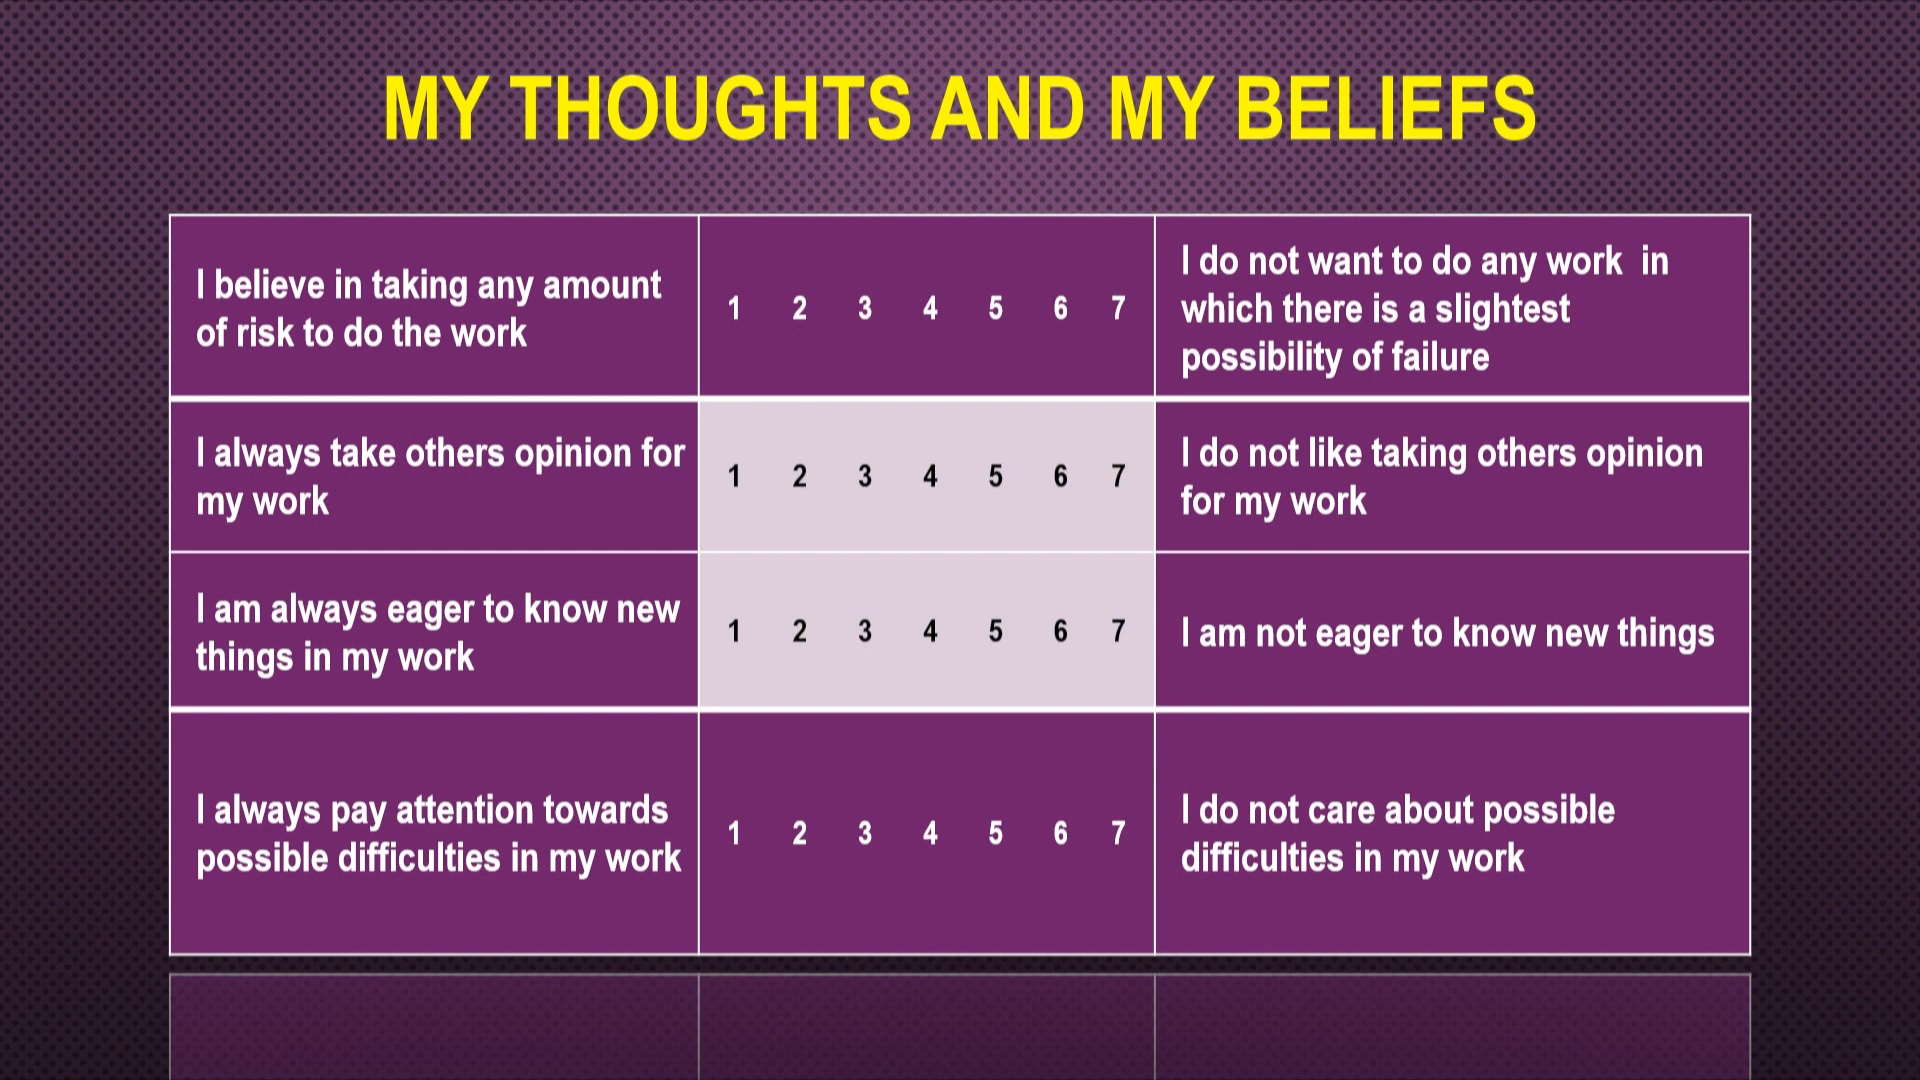 MY THOUGHTS AND MY BELIEFS
I believe in taking any amount
of risk to do the work
1 2 3 4 5 6 7
I do not want to do any work in
which there is a slightest
possibility of failure
I always take others opinion for
my work
1 2 3 4 5 6 7
I do not like taking others opinion
for my work
I am always eager to know new
things in my work
1 2 3 4 5 6 7
I am not eager to know new things
I always pay attention towards
possible difficulties in my work
1 2 3 4 5 6 7
I do not care about possible
difficulties in my work